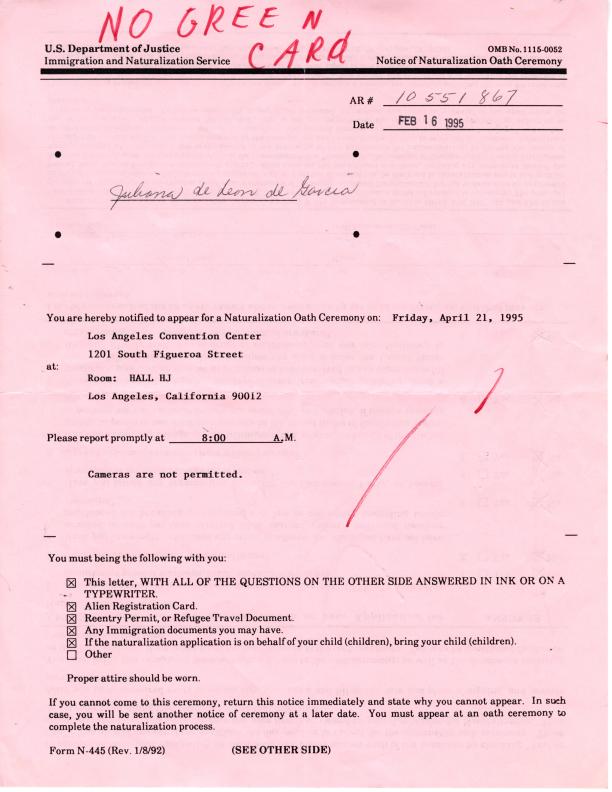 NO GREEN
CARD
U.S. Department of Justice
Immigration and Naturalization Service
OMB No. 1115-0052
Notice of Naturalization Oath Ceremony
AR # 10 551 867
Date FEB 16 1995
Juliana de Leon de Garcia
You are hereby notified to appear for a Naturalization Oath Ceremony on: Friday, April 21, 1995
Los Angeles Convention Center
1201 South Figueroa Street
at:
Room: HALL HJ
Los Angeles, California 90012
Please report promptly at 8:00 A.M.
Cameras are not permitted.
You must being the following with you:
☒ This letter, WITH ALL OF THE QUESTIONS ON THE OTHER SIDE ANSWERED IN INK OR ON A
TYPEWRITER.
☒ Alien Registration Card.
☒ Reentry Permit, or Refugee Travel Document.
☒ Any Immigration documents you may have.
☒ If the naturalization application is on behalf of your child (children), bring your child (children).
☐ Other
Proper attire should be worn.
If you cannot come to this ceremony, return this notice immediately and state why you cannot appear. In such
case, you will be sent another notice of ceremony at a later date. You must appear at an oath ceremony to
complete the naturalization process.
Form N-445 (Rev. 1/8/92) (SEE OTHER SIDE)